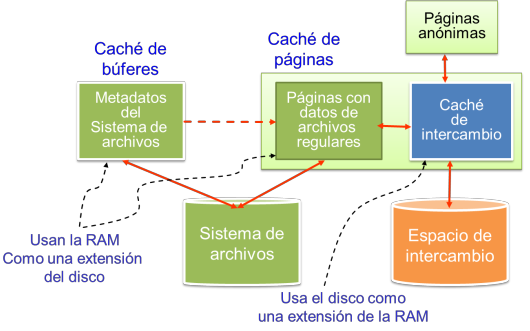 Páginas
anónimas
Caché de
búferes
Caché de
páginas
Metadatos
del
Sistema de
archivos
Páginas con
datos de
archivos
regulares
Caché
de
intercambio
Usan la RAM
Como una extensión
del disco
Sistema de
archivos
Espacio de
intercambio
Usa el disco como
una extensión de la RAM